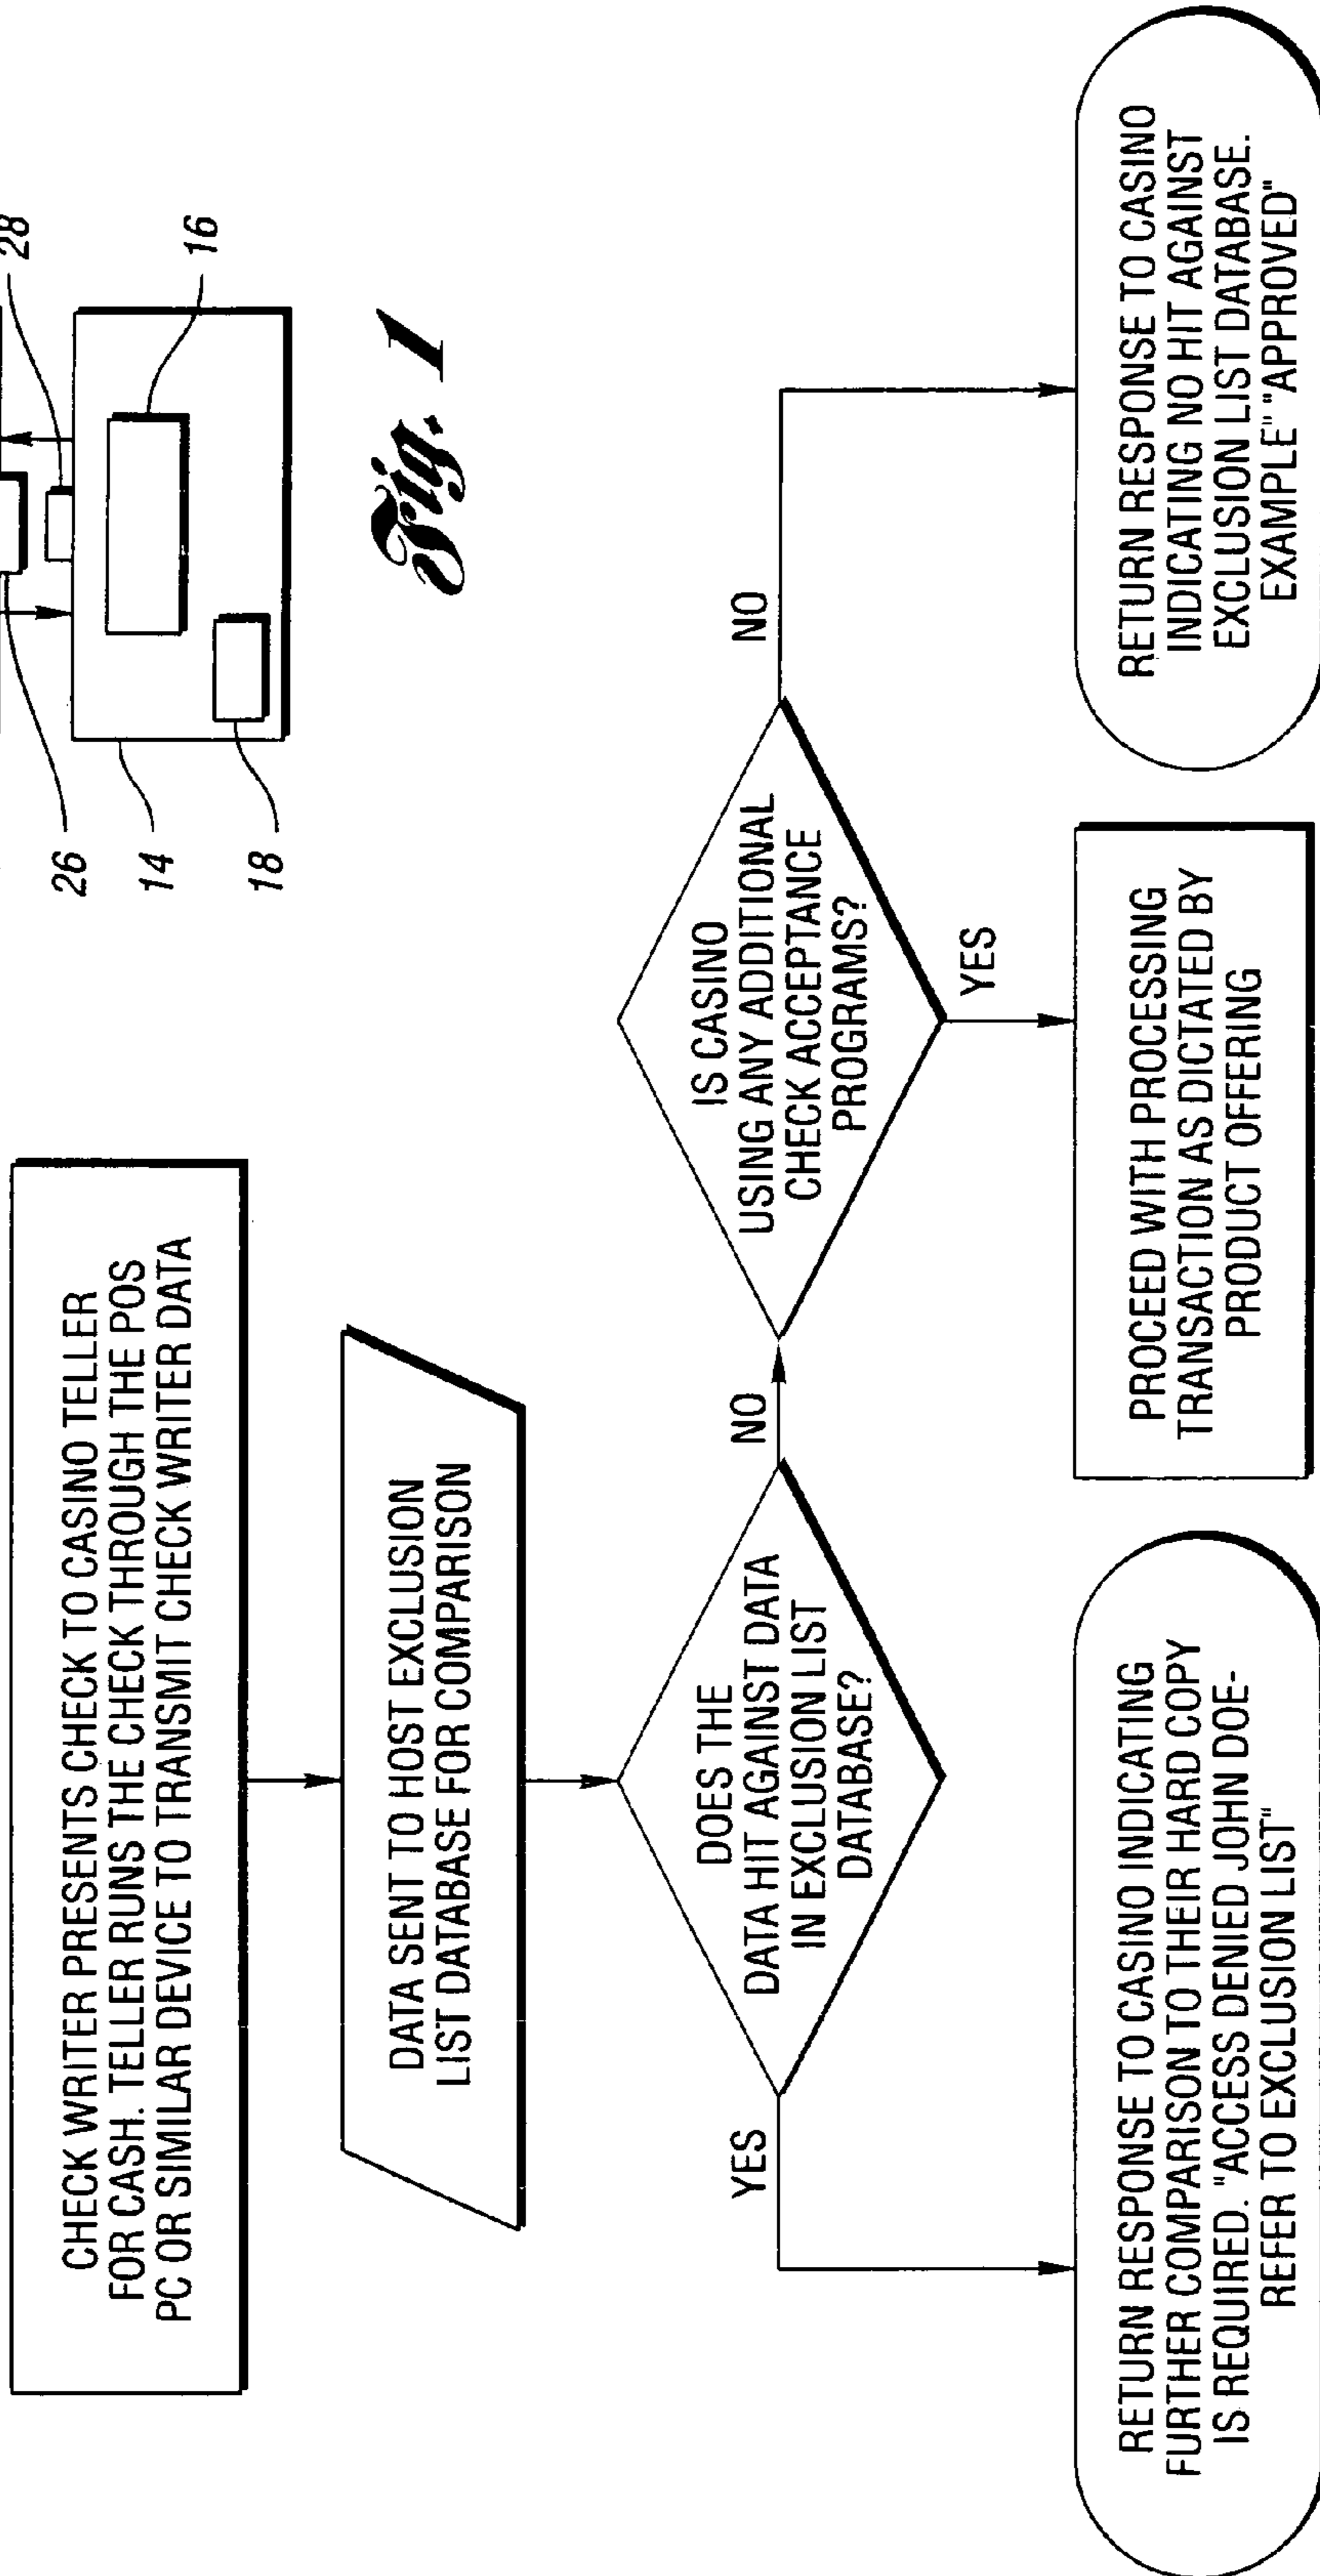 28
16
26
14
18
Fig. 1
CHECK WRITER PRESENTS CHECK TO CASINO TELLER
FOR CASH. TELLER RUNS THE CHECK THROUGH THE POS
PC OR SIMILAR DEVICE TO TRANSMIT CHECK WRITER DATA
DATA SENT TO HOST EXCLUSION
LIST DATABASE FOR COMPARISON
DOES THE
DATA HIT AGAINST DATA
IN EXCLUSION LIST
DATABASE?
YES
NO
IS CASINO
USING ANY ADDITIONAL
CHECK ACCEPTANCE
PROGRAMS?
NO
YES
RETURN RESPONSE TO CASINO INDICATING
FURTHER COMPARISON TO THEIR HARD COPY
IS REQUIRED. "ACCESS DENIED JOHN DOE-
REFER TO EXCLUSION LIST"
PROCEED WITH PROCESSING
TRANSACTION AS DICTATED BY
PRODUCT OFFERING
RETURN RESPONSE TO CASINO
INDICATING NO HIT AGAINST
EXCLUSION LIST DATABASE.
EXAMPLE" "APPROVED"